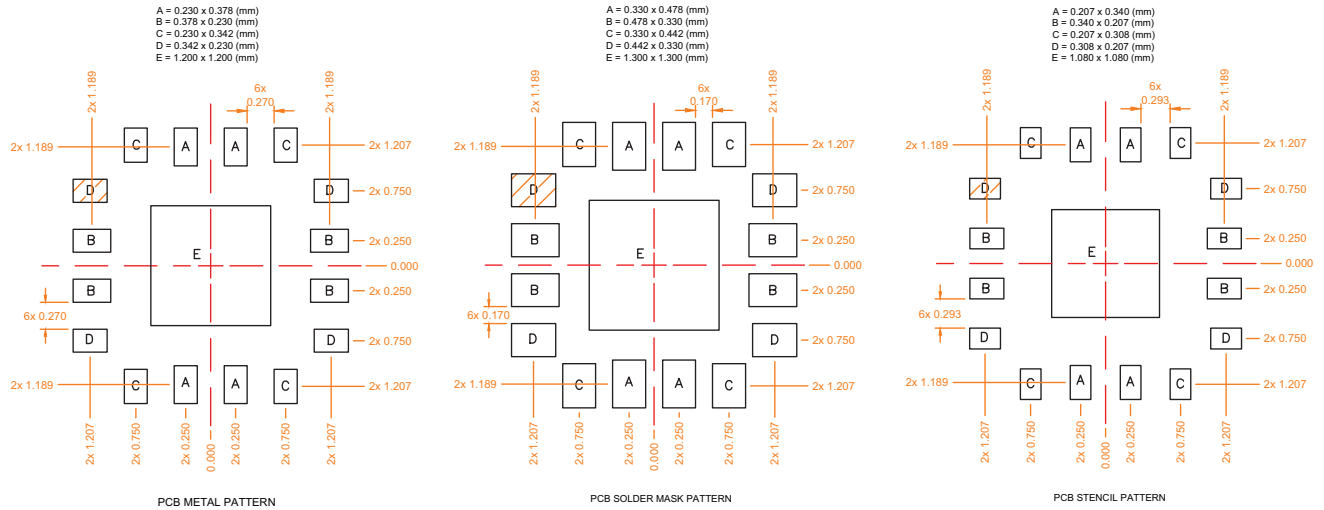 A = 0.230 x 0.378 (mm)
B = 0.378 x 0.230 (mm)
C = 0.230 x 0.342 (mm)
D = 0.342 x 0.230 (mm)
E = 1.200 x 1.200 (mm)
2x 1.189
6x
0.270
2x 1.189
2x 1.189
C
A
A
C
2x 1.207
D
D
2x 0.750
B
E
B
2x 0.250
0.000
B
B
2x 0.250
6x 0.270
D
D
2x 0.750
2x 1.189
C
A
A
C
2x 1.207
2x 1.207
2x 0.750
2x 0.250
0.000
2x 0.250
2x 0.750
2x 1.207
PCB METAL PATTERN
A = 0.330 x 0.478 (mm)
B = 0.478 x 0.330 (mm)
C = 0.330 x 0.442 (mm)
D = 0.442 x 0.330 (mm)
E = 1.300 x 1.300 (mm)
2x 1.189
6x
0.170
2x 1.189
2x 1.189
C
A
A
C
2x 1.207
D
D
2x 0.750
B
E
B
2x 0.250
0.000
B
B
2x 0.250
6x 0.170
D
D
2x 0.750
2x 1.189
C
A
A
C
2x 1.207
2x 1.207
2x 0.750
2x 0.250
0.000
2x 0.250
2x 0.750
2x 1.207
PCB SOLDER MASK PATTERN
A = 0.207 x 0.340 (mm)
B = 0.340 x 0.207 (mm)
C = 0.207 x 0.308 (mm)
D = 0.308 x 0.207 (mm)
E = 1.080 x 1.080 (mm)
2x 1.189
6x
0.293
2x 1.189
2x 1.189
C
A
A
C
2x 1.207
D
D
2x 0.750
B
E
B
2x 0.250
0.000
B
B
2x 0.250
6x 0.293
D
D
2x 0.750
2x 1.189
C
A
A
C
2x 1.207
2x 1.207
2x 0.750
2x 0.250
0.000
2x 0.250
2x 0.750
2x 1.207
PCB STENCIL PATTERN